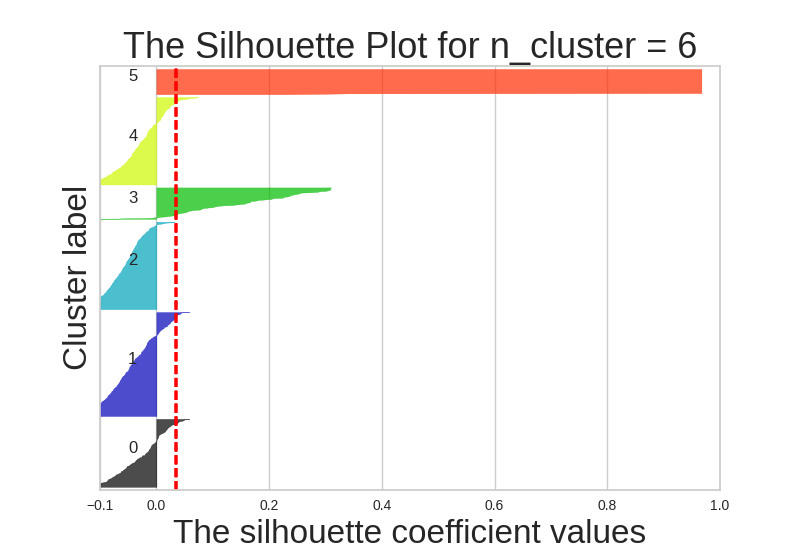 The Silhouette Plot for n_cluster = 6
Cluster label
5
4
3
2
1
0
−0.1 0.0 0.2 0.4 0.6 0.8 1.0
The silhouette coefficient values